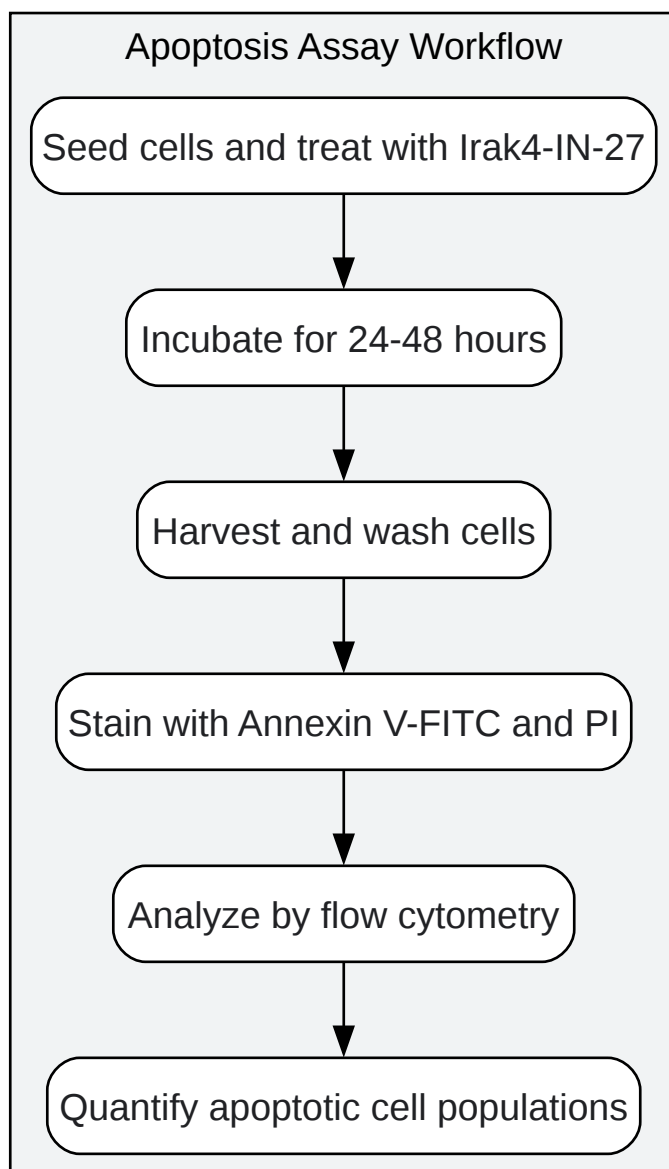 Apoptosis Assay Workflow
Seed cells and treat with Irak4-IN-27
Incubate for 24-48 hours
Harvest and wash cells
Stain with Annexin V-FITC and PI
Analyze by flow cytometry
Quantify apoptotic cell populations